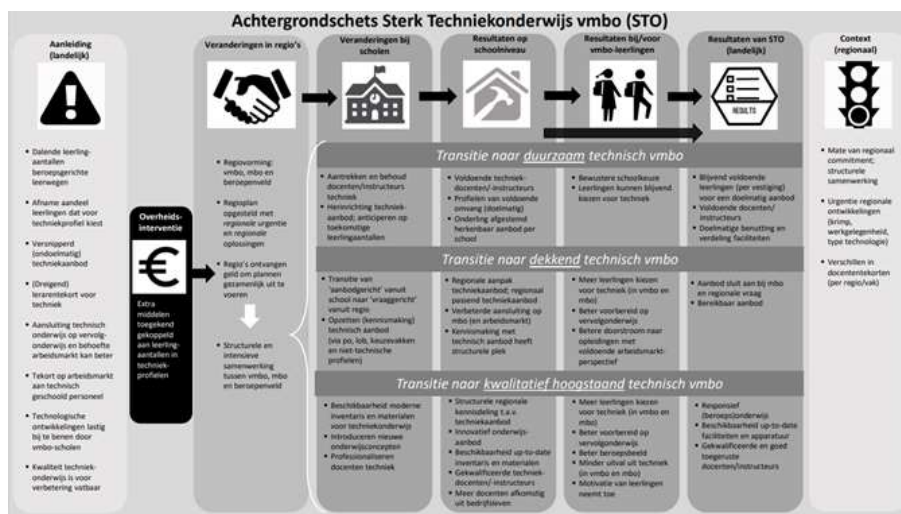 Achtergrondschets Sterk Techniekonderwijs vmbo (STO)
Aanleiding
(landelijk)
• Dalende leerling-
aantallen
beroepsgerichte
leerwegen
• Afname aandeel
leerlingen dat voor
techniekprofiel kiest
• Versnipperd
(ondoelmatig)
techniekaanbod
• (Dreigend)
lerarentekort voor
techniek
• Aansluiting technisch
onderwijs op vervolg-
onderwijs en behoefte
arbeidsmarkt kan beter
• Tekort op arbeidsmarkt
aan technisch
geschoold personeel
• Technologische
ontwikkelingen lastig
bij te benen door
vmbo-scholen
• Kwaliteit techniek-
onderwijs is voor
verbetering vatbaar
Overheids-
interventie
€
Extra
middelen
toegekend
gekoppeld
aan leerling-
aantallen in
techniek-
profielen
Veranderingen in regio's
• Regiovorming:
vmbo, mbo en
beroepenveld
• Regioplan
opgesteld met
regionale urgentie
en regionale
oplossingen
• Regio's ontvangen
geld om plannen
gezamenlijk uit te
voeren
• Structurele en
intensieve
samenwerking
tussen vmbo, mbo
en beroepenveld
Veranderingen bij
scholen
Resultaten op
schoolniveau
Resultaten bij/voor
vmbo-leerlingen
Resultaten van STO
(landelijk)
RESULTS
Transitie naar duurzaam technisch vmbo
• Aantrekken en behoud
docenten/instructeurs
techniek
• Herinrichting techniek-
aanbod; anticiperen op
toekomstige
leerlingaantallen
• Voldoende techniek-
docenten/-instructeurs
• Profielen van voldoende
omvang (doelmatig)
• Onderling afgestemd
herkenbaar aanbod per
school
• Bewustere schoolkeuze
• Leerlingen kunnen blijvend
kiezen voor techniek
• Blijvend voldoende
leerlingen (per vestiging)
voor een doelmatig aanbod
• Voldoende docenten/
instructeurs
• Doelmatige benutting en
verdeling faciliteiten
Transitie naar dekkend technisch vmbo
• Transitie van
'aanbodgericht' vanuit
school naar 'vraaggericht'
vanuit regio
• Opzetten (kennismaking)
technisch aanbod
(via po, lob, keuzevakken
en niet-technische
profielen)
• Regionale aanpak
techniekaanbod; regionaal
passend techniekaanbod
• Verbeterde aansluiting op
mbo (en arbeidsmarkt)
• Kennismaking met
technisch aanbod heeft
structurele plek
• Meer leerlingen kiezen
voor techniek (in vmbo en
mbo)
• Beter voorbereid op
vervolgonderwijs
• Betere doorstroom naar
opleidingen met
voldoende arbeidsmarkt-
perspectief
• Aanbod sluit aan bij mbo
en regionale vraag
• Bereikbaar aanbod
Transitie naar kwalitatief hoogstaand technisch vmbo
• Beschikbaarheid moderne
inventaris en materialen
voor techniekonderwijs
• Introduceren nieuwe
onderwijsconcepten
• Professionaliseren
docenten techniek
• Structurele regionale
kennisdeling t.a.v.
techniekaanbod
• Innovatief onderwijs-
aanbod
• Beschikbaarheid up-to-date
inventaris en materialen
• Gekwalificeerde techniek-
docenten/-instructeurs
• Meer docenten afkomstig
uit bedrijfsleven
• Meer leerlingen kiezen
voor techniek (in vmbo en
mbo)
• Beter voorbereid op
vervolgonderwijs
• Beter beroepsbeeld
• Minder uitval uit techniek
(in vmbo en mbo)
• Motivatie van leerlingen
neemt toe
• Responsief
(beroeps)onderwijs
• Beschikbaarheid up-to-date
faciliteiten en apparatuur
• Gekwalificeerde en goed
toegeruste
docenten/instructeurs
Context
(regionaal)
• Mate van regionaal
commitment;
structurele
samenwerking
• Urgentie regionale
ontwikkelingen
(krimp,
werkgelegenheid,
type technologie)
• Verschillen in
docententekorten
(per regio/vak)